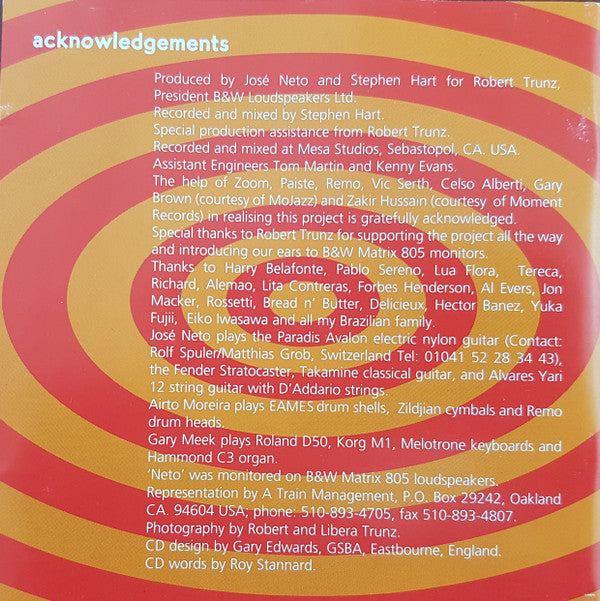 acknowledgements
Produced by José Neto and Stephen Hart for Robert Trunz,
President B&W Loudspeakers Ltd.
Recorded and mixed by Stephen Hart.
Special production assistance from Robert Trunz.
Recorded and mixed at Mesa Studios, Sebastopol, CA. USA.
Assistant Engineers Tom Martin and Kenny Evans.
The help of Zoom, Paiste, Remo, Vic Serth, Celso Alberti, Gary
Brown (courtesy of MoJazz) and Zakir Hussain (courtesy of Moment
Records) in realising this project is gratefully acknowledged.
Special thanks to Robert Trunz for supporting the project all the way
and introducing our ears to B&W Matrix 805 monitors.
Thanks to Harry Belafonte, Pablo Sereno, Lua Flora, Tereca,
Richard, Alemao, Lita Contreras, Forbes Henderson, Al Evers, Jon
Macker, Rossetti, Bread n' Butter, Delicieux, Hector Banez, Yuka
Fujii, Eiko Iwasawa and all my Brazilian family.
José Neto plays the Paradis Avalon electric nylon guitar (Contact:
Rolf Spuler/Matthias Grob, Switzerland Tel: 01041 52 28 34 43),
the Fender Stratocaster, Takamine classical guitar, and Alvares Yari
12 string guitar with D'Addario strings.
Airto Moreira plays EAMES drum shells, Zildjian cymbals and Remo
drum heads.
Gary Meek plays Roland D50, Korg M1, Melotrone keyboards and
Hammond C3 organ.
'Neto' was monitored on B&W Matrix 805 loudspeakers.
Representation by A Train Management, P.O. Box 29242, Oakland
CA. 94604 USA; phone: 510-893-4705, fax 510-893-4807.
Photography by Robert and Libera Trunz.
CD design by Gary Edwards, GSBA, Eastbourne, England.
CD words by Roy Stannard.